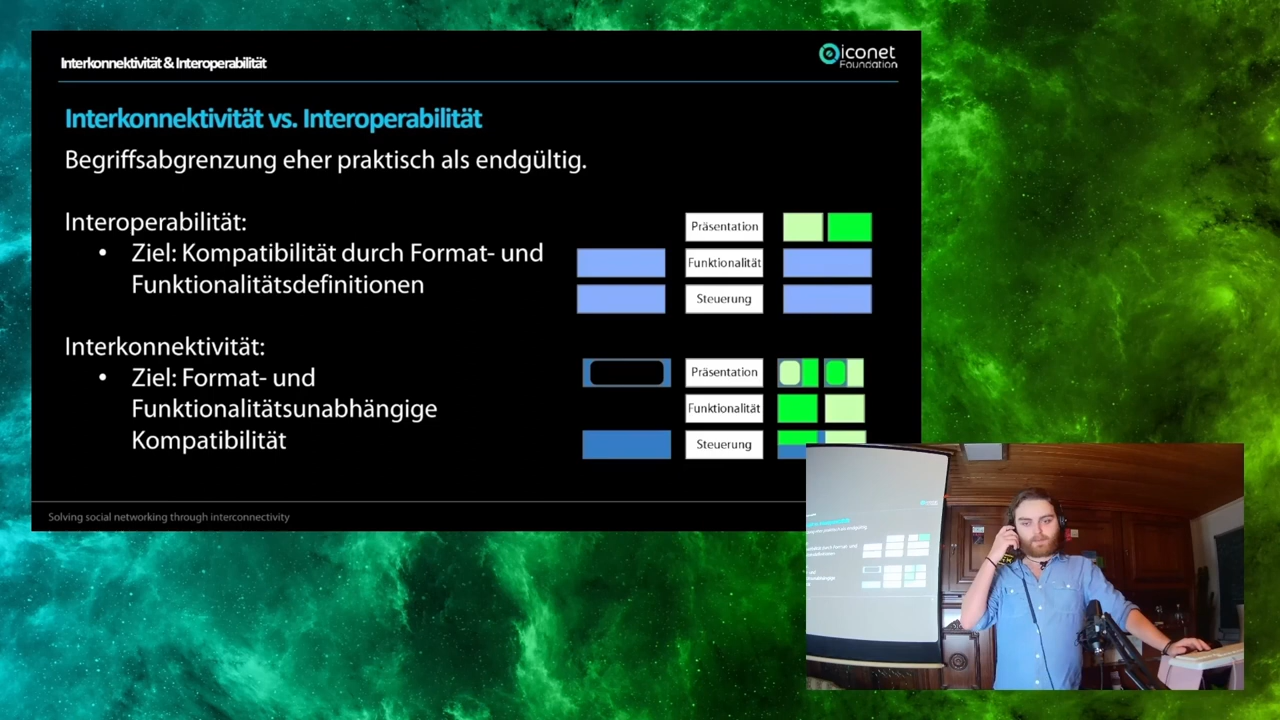 Interkonnektivität & Interoperabilität
iconet
Foundation
Interkonnektivität vs. Interoperabilität
Begriffsabgrenzung eher praktisch als endgültig.
Interoperabilität:
• Ziel: Kompatibilität durch Format- und
Funktionalitätsdefinitionen
Präsentation
Funktionalität
Steuerung
Interkonnektivität:
• Ziel: Format- und
Funktionalitätsunabhängige
Kompatibilität
Präsentation
Funktionalität
Steuerung
Solving social networking through interconnectivity